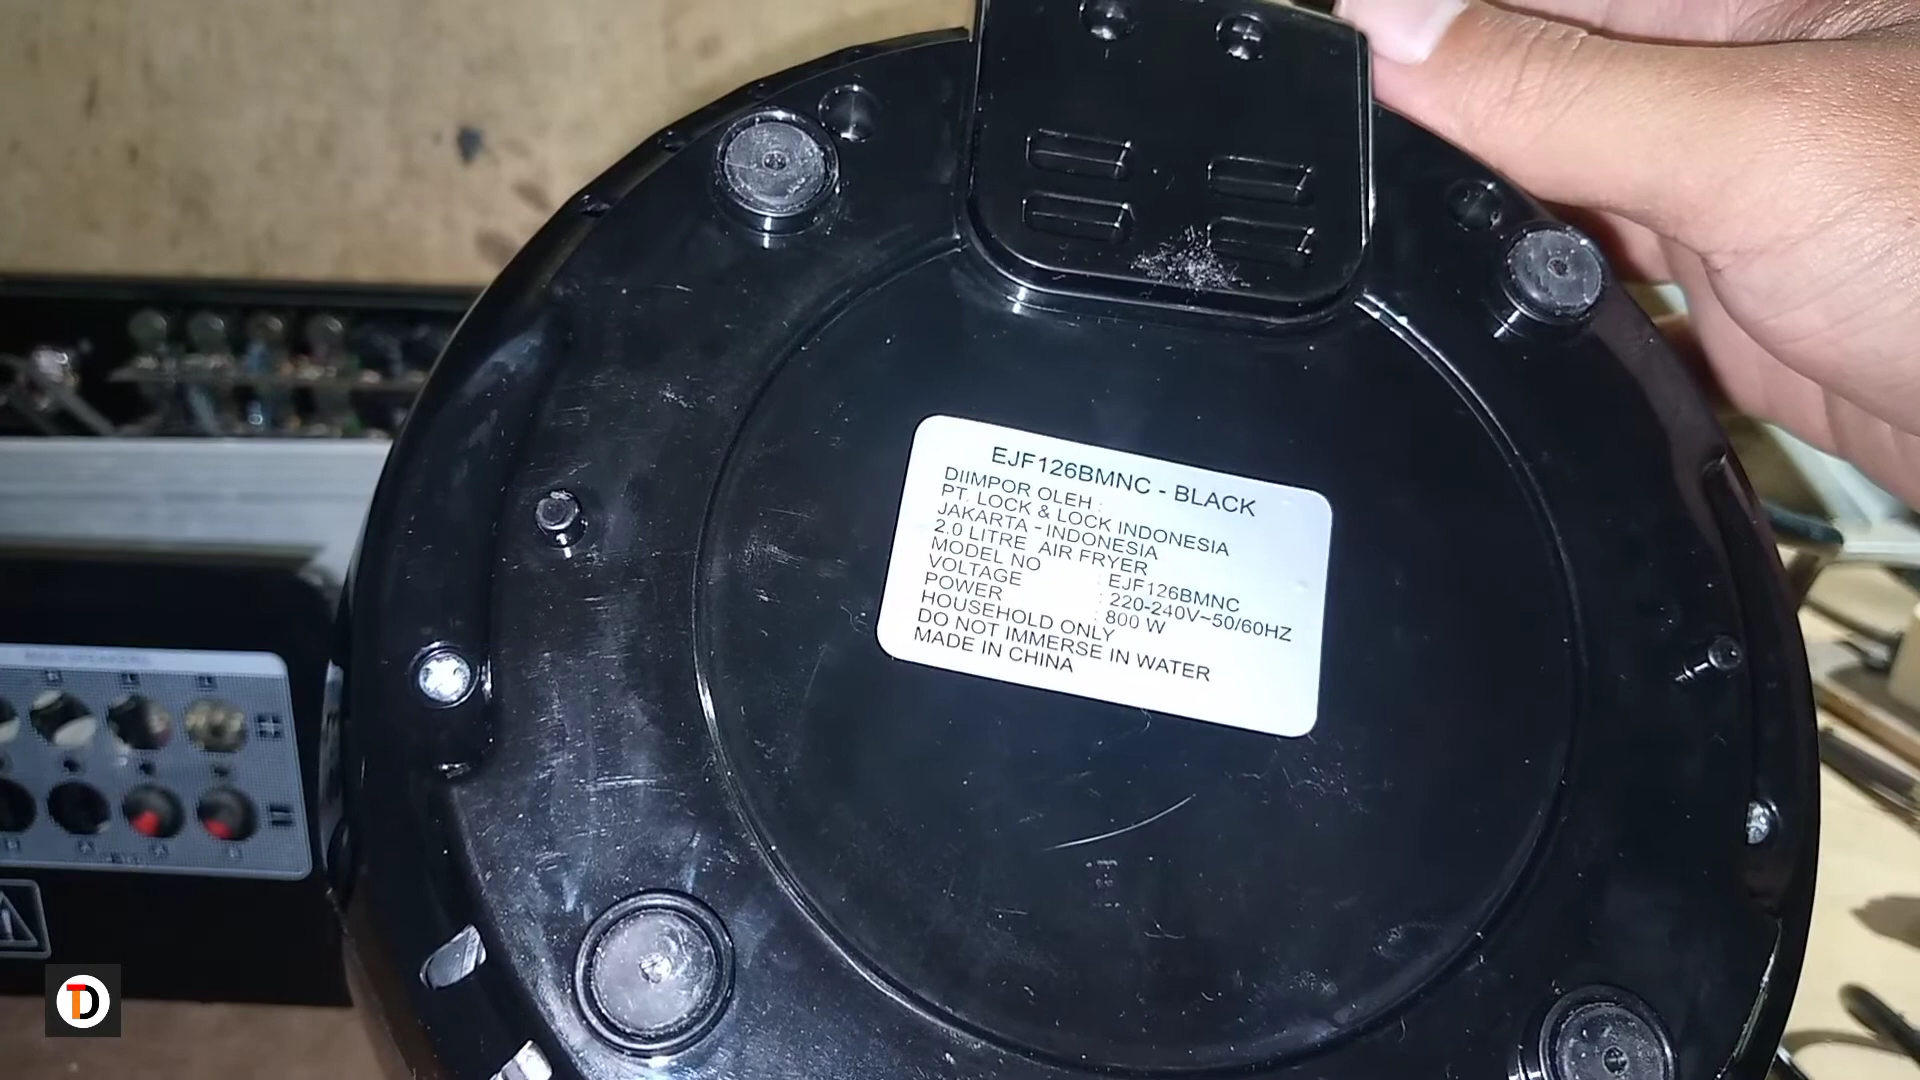 EJF126BMNC - BLACK
DIIMPOR OLEH :
PT. LOCK & LOCK INDONESIA
JAKARTA - INDONESIA
2.0 LITRE AIR FRYER
MODEL NO : EJF126BMNC
VOLTAGE : 220-240V~50/60HZ
POWER : 800 W
HOUSEHOLD ONLY
DO NOT IMMERSE IN WATER
MADE IN CHINA
TD